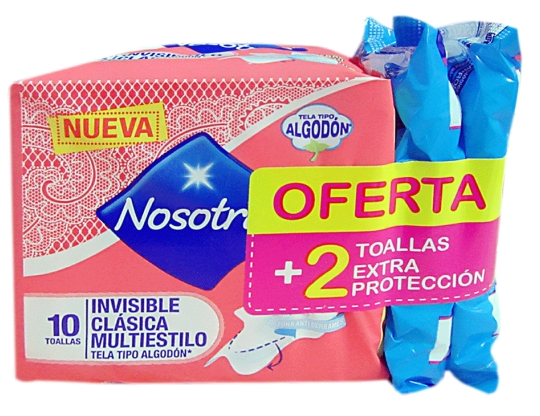 NUEVA
TELA TIPO
ALGODÓN*
Nosotr
OFERTA
+2 TOALLAS
EXTRA
PROTECCIÓN
10
TOALLAS
INVISIBLE
CLÁSICA
MULTIESTILO
TELA TIPO ALGODÓN*